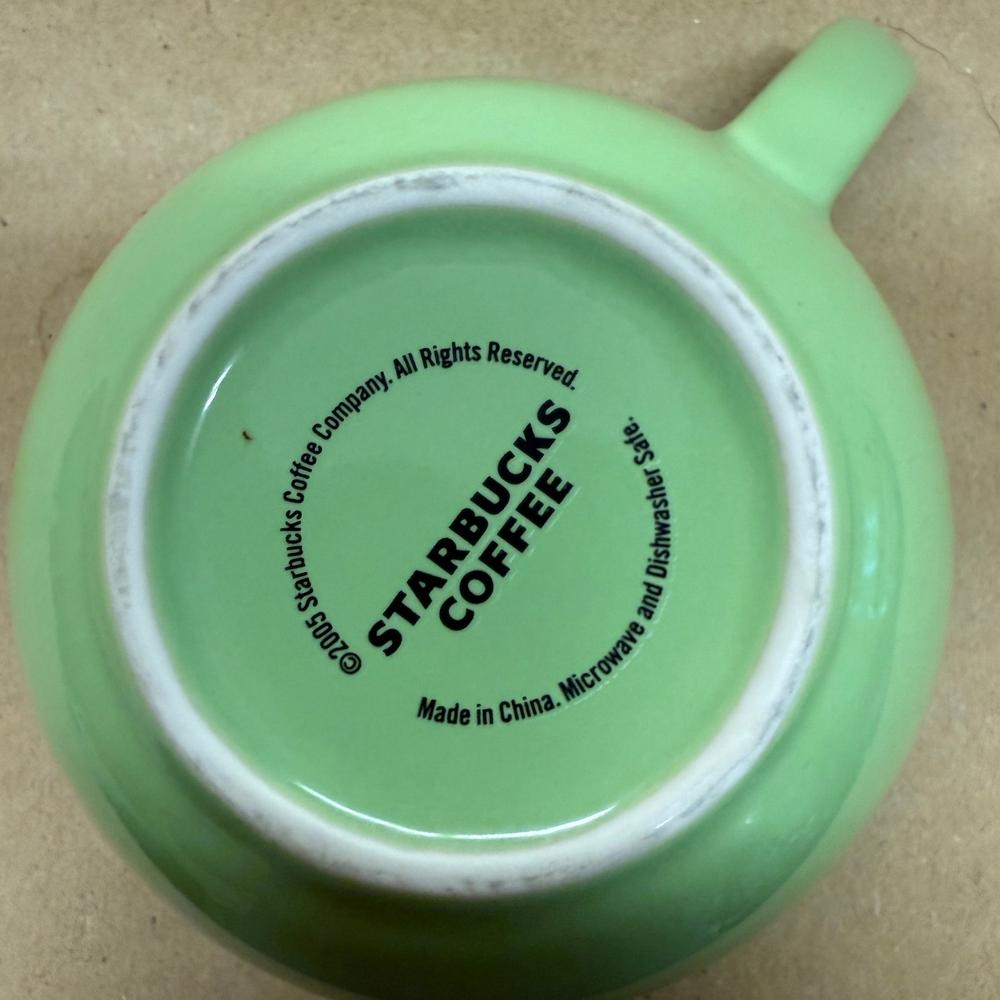 ©2005 Starbucks Coffee Company. All Rights Reserved.
STARBUCKS
COFFEE
Made in China. Microwave and Dishwasher Safe.